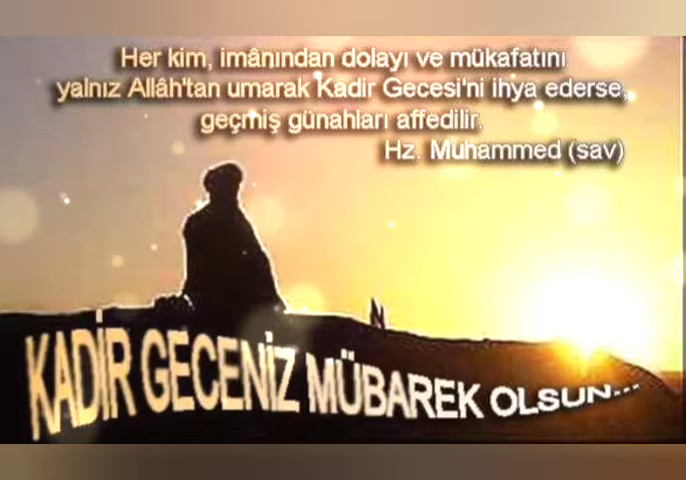 Her kim, imânından dolayı ve mükafatını
yalnız Allâh'tan umarak Kadir Gecesi'ni ihya ederse,
geçmiş günahları affedilir.
Hz. Muhammed (sav)
KADİR GECENİZ MÜBAREK OLSUN...